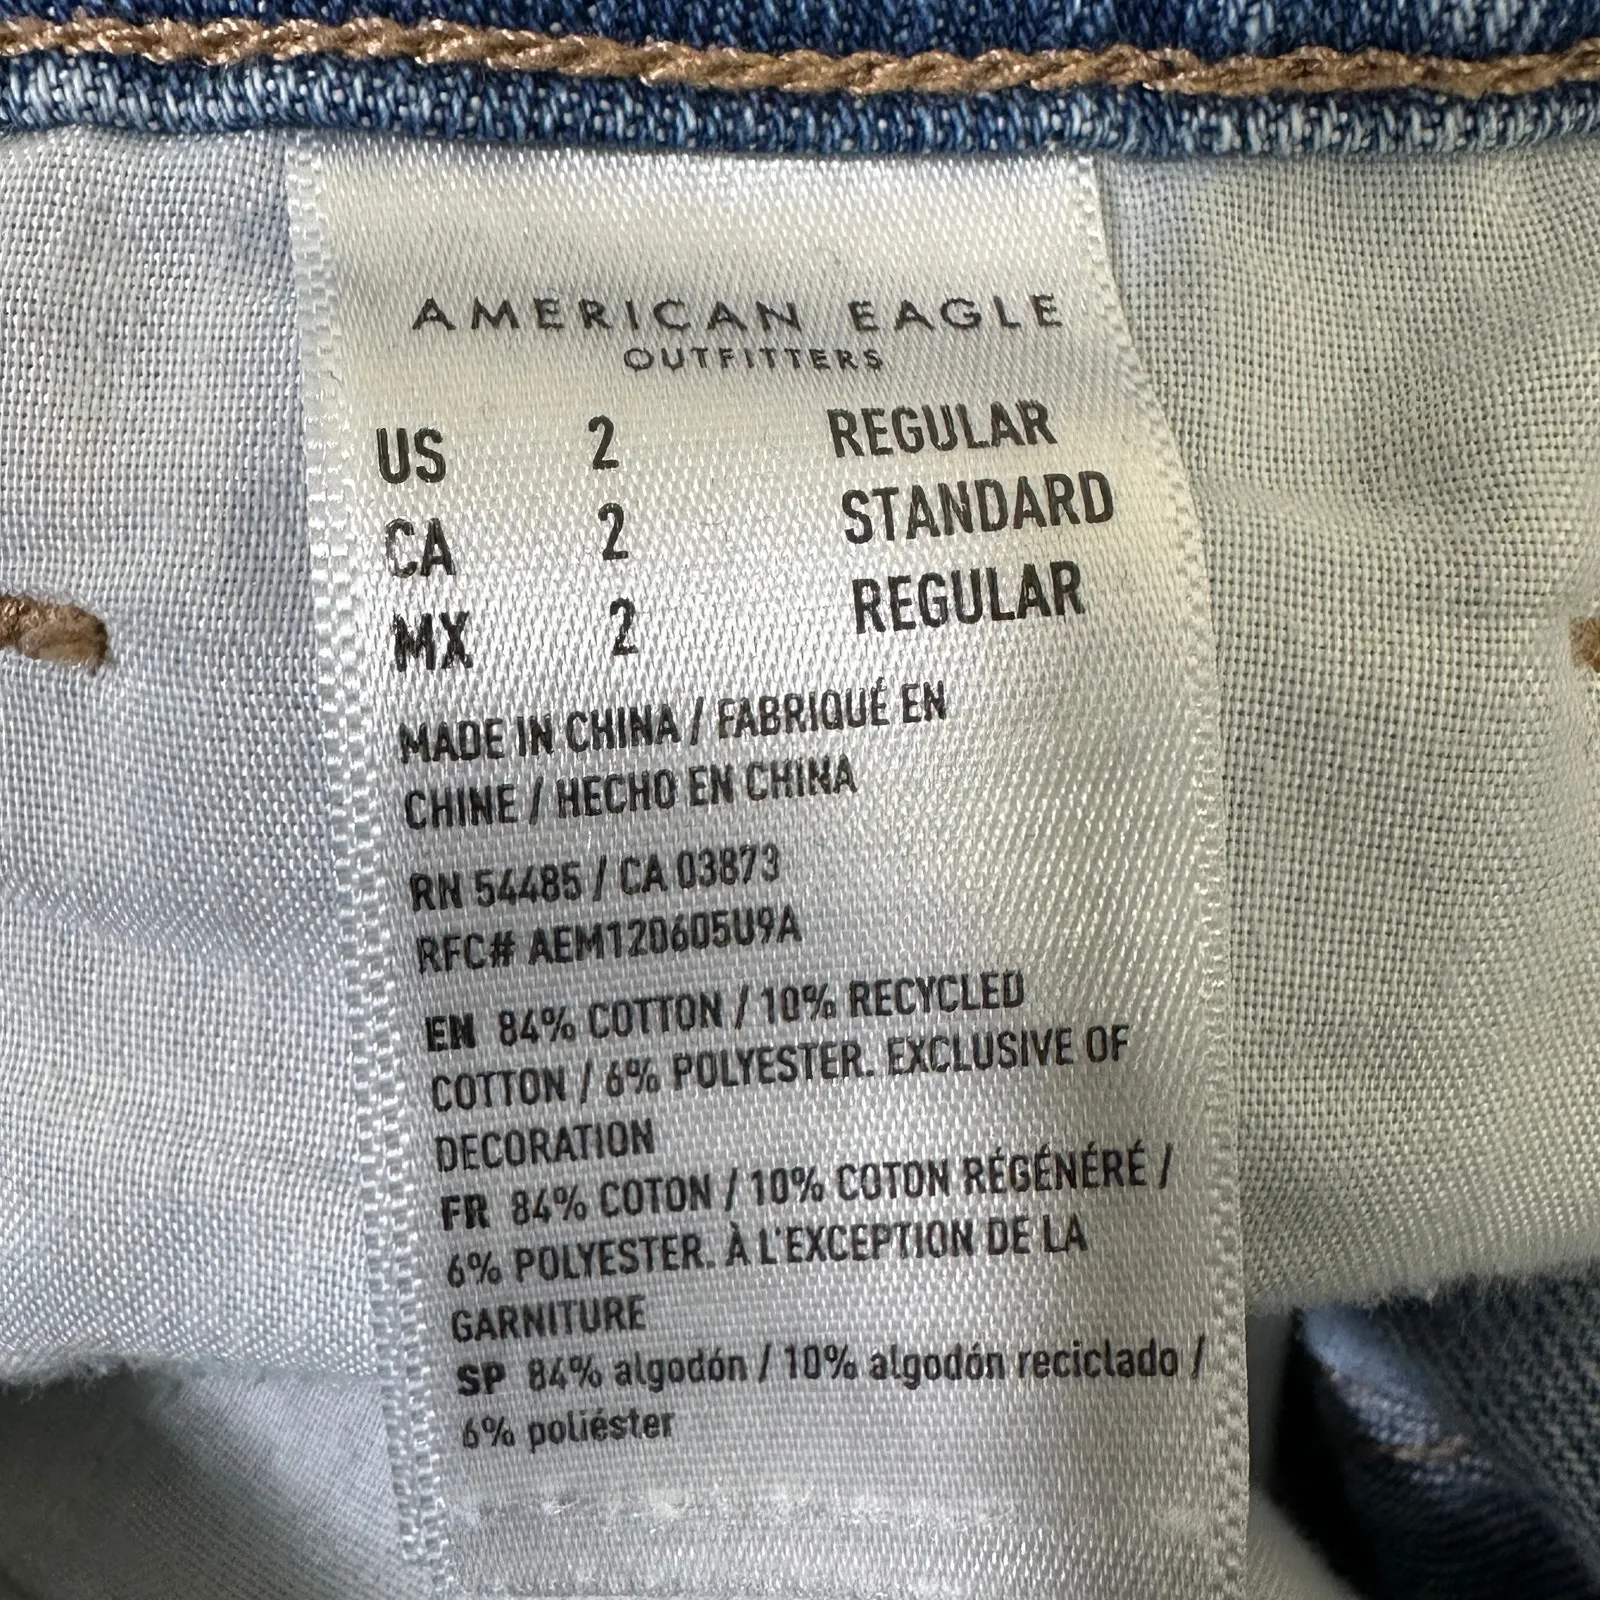 AMERICAN EAGLE
OUTFITTERS
US 2 REGULAR
CA 2 STANDARD
MX 2 REGULAR
MADE IN CHINA / FABRIQUÉ EN
CHINE / HECHO EN CHINA
RN 54485 / CA 03873
RFC# AEM120605U9A
EN 84% COTTON / 10% RECYCLED
COTTON / 6% POLYESTER. EXCLUSIVE OF
DECORATION
FR 84% COTON / 10% COTON RÉGÉNÉRÉ /
6% POLYESTER. À L'EXCEPTION DE LA
GARNITURE
SP 84% algodón / 10% algodón reciclado /
6% poliéster